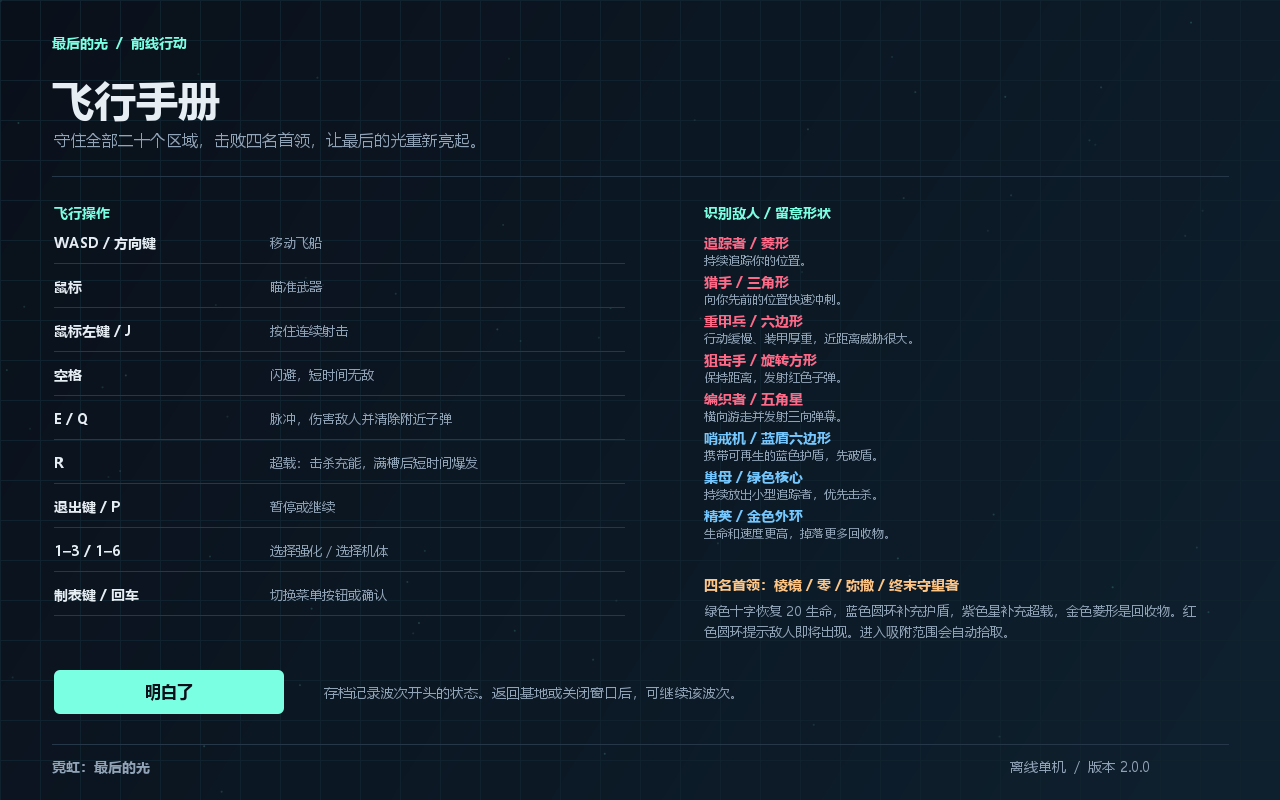 最后的光 / 前线行动
飞行手册
守住全部二十个区域，击败四名首领，让最后的光重新亮起。
飞行操作
WASD / 方向键 移动飞船
鼠标 瞄准武器
鼠标左键 / J 按住连续射击
空格 闪避，短时间无敌
E / Q 脉冲，伤害敌人并清除附近子弹
R 超载：击杀充能，满槽后短时间爆发
退出键 / P 暂停或继续
1–3 / 1–6 选择强化 / 选择机体
制表键 / 回车 切换菜单按钮或确认
识别敌人 / 留意形状
追踪者 / 菱形
持续追踪你的位置。
猎手 / 三角形
向你先前的位置快速冲刺。
重甲兵 / 六边形
行动缓慢、装甲厚重，近距离威胁很大。
狙击手 / 旋转方形
保持距离，发射红色子弹。
编织者 / 五角星
横向游走并发射三向弹幕。
哨戒机 / 蓝盾六边形
携带可再生的蓝色护盾，先破盾。
巢母 / 绿色核心
持续放出小型追踪者，优先击杀。
精英 / 金色外环
生命和速度更高，掉落更多回收物。
四名首领：棱镜 / 零 / 弥撒 / 终末守望者
绿色十字恢复 20 生命，蓝色圆环补充护盾，紫色星补充超载，金色菱形是回收物。红
色圆环提示敌人即将出现。进入吸附范围会自动拾取。
明白了
存档记录波次开头的状态。返回基地或关闭窗口后，可继续该波次。
霓虹：最后的光
离线单机 / 版本 2.0.0